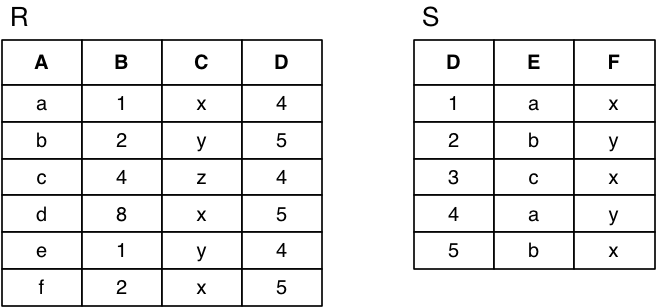 R S
A B C D D E F
a 1 x 4 1 a x
b 2 y 5 2 b y
c 4 z 4 3 c x
d 8 x 5 4 a y
e 1 y 4 5 b x
f 2 x 5